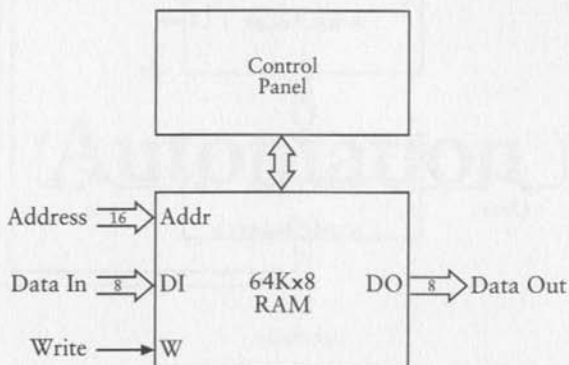 Control
Panel
Address 16 Addr
Data In 8 DI 64K×8 DO 8 Data Out
RAM
Write W